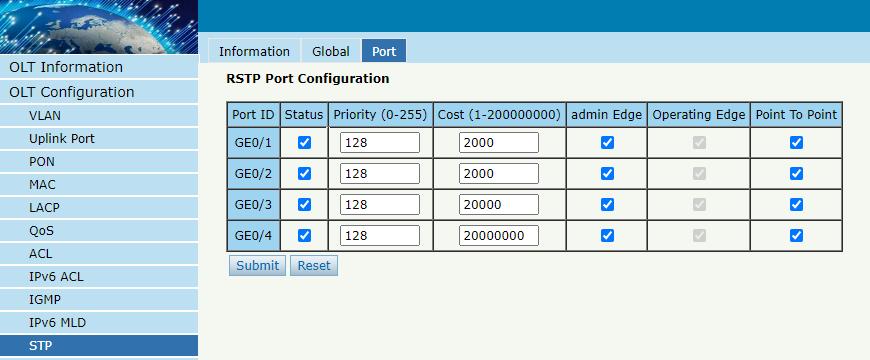 Information Global Port
OLT Information
OLT Configuration
VLAN
Uplink Port
PON
MAC
LACP
QoS
ACL
IPv6 ACL
IGMP
IPv6 MLD
STP
RSTP Port Configuration
Port ID Status Priority (0-255) Cost (1-200000000) admin Edge Operating Edge Point To Point
GE0/1 128 2000
GE0/2 128 2000
GE0/3 128 20000
GE0/4 128 20000000
Submit Reset